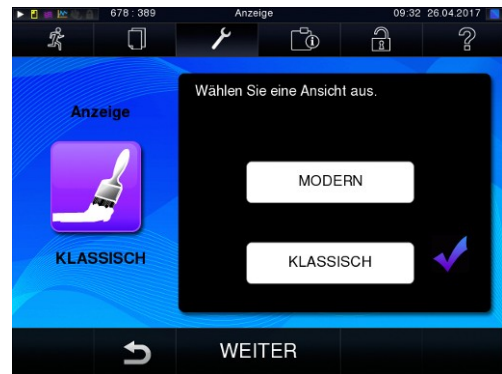 678 : 389 Anzeige 09:32 26.04.2017
Wählen Sie eine Ansicht aus.
Anzeige
MODERN
KLASSISCH
KLASSISCH
WEITER